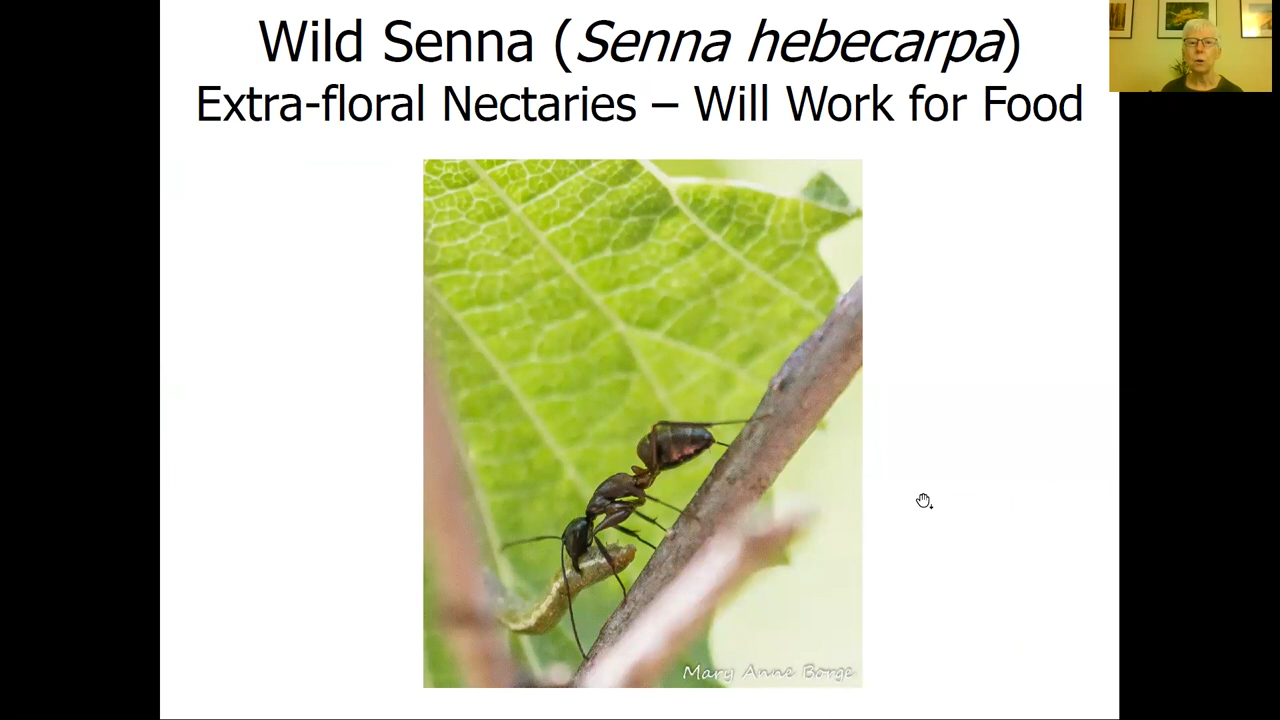 Wild Senna (Senna hebecarpa)
Extra-floral Nectaries – Will Work for Food
Mary Anne Borge